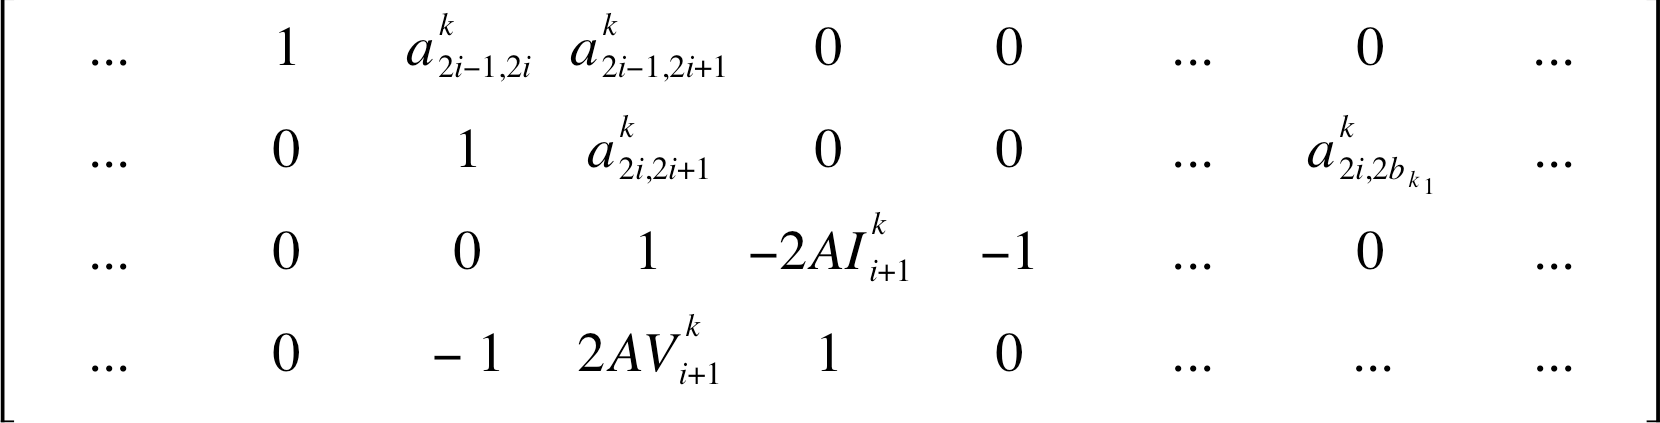 ... 1 a^k_{2i−1,2i} a^k_{2i−1,2i+1} 0 0 ... 0 ...
... 0 1 a^k_{2i,2i+1} 0 0 ... a^k_{2i,2b_{k_1}} ...
... 0 0 1 −2AI^k_{i+1} −1 ... 0 ...
... 0 −1 2AV^k_{i+1} 1 0 ... ... ...